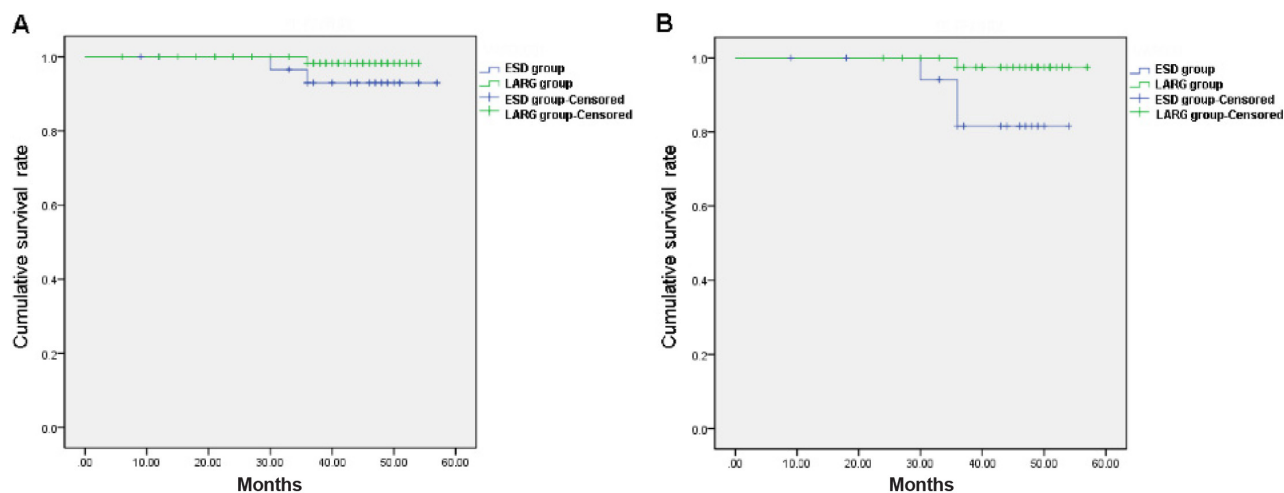 A
Cumulative survival rate
1.0
0.8
0.6
0.4
0.2
0.0
.00 10.00 20.00 30.00 40.00 50.00 60.00
Months
ESD group
LARG group
ESD group-Censored
LARG group-Censored
B
Cumulative survival rate
1.0
0.8
0.6
0.4
0.2
0.0
.00 10.00 20.00 30.00 40.00 50.00 60.00
Months
ESD group
LARG group
ESD group-Censored
LARG group-Censored